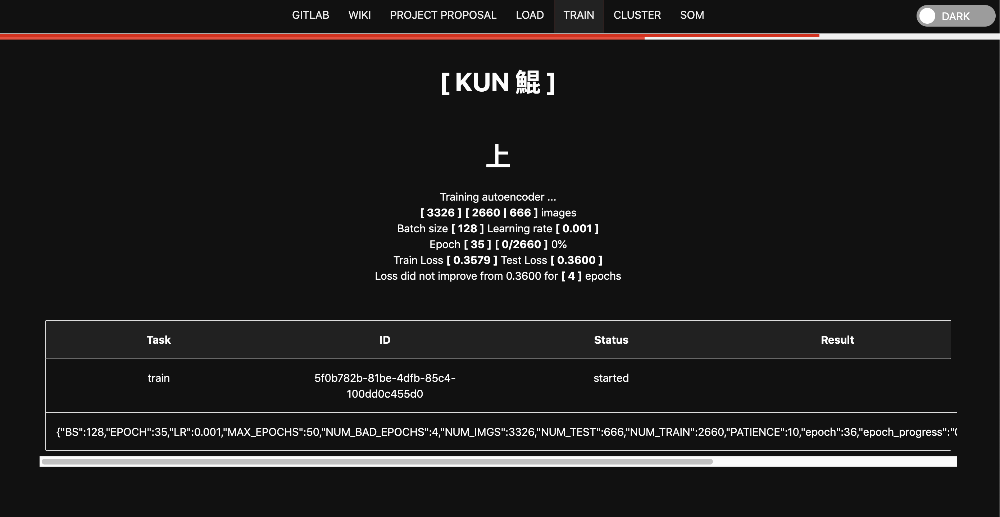 GITLAB WIKI PROJECT PROPOSAL LOAD TRAIN CLUSTER SOM DARK
[ KUN 鯤 ]
上
Training autoencoder ...
[ 3326 ] [ 2660 | 666 ] images
Batch size [ 128 ] Learning rate [ 0.001 ]
Epoch [ 35 ] [ 0/2660 ] 0%
Train Loss [ 0.3579 ] Test Loss [ 0.3600 ]
Loss did not improve from 0.3600 for [ 4 ] epochs
Task ID Status Result
train 5f0b782b-81be-4dfb-85c4- started
100dd0c455d0
{"BS":128,"EPOCH":35,"LR":0.001,"MAX_EPOCHS":50,"NUM_BAD_EPOCHS":4,"NUM_IMGS":3326,"NUM_TEST":666,"NUM_TRAIN":2660,"PATIENCE":10,"epoch":36,"epoch_progress":"